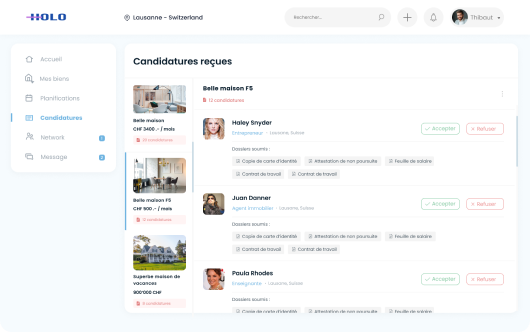 HOLO
Lausanne - Switzerland
Rechercher...
Thibout
Accueil
Mes biens
Planifications
Candidatures
Network
Message
Candidatures reçues
Belle maison
CHF 3400 .- / mois
Belle maison F5
CHF 900 .- / mois
12 candidatures
Superbe maison de
vacances
800'000 CHF
Belle maison F5
12 candidatures
Haley Snyder
Entrepreneur - Lausanne, Suisse
Accepter
Refuser
Dossiers soumis :
Copie de carte d'identité
Attestation de non poursuite
Feuille de salaire
Contrat de travail
Contrat de travail
Juan Danner
Agent immobilier - Lausanne, Suisse
Accepter
Refuser
Dossiers soumis :
Copie de carte d'identité
Attestation de non poursuite
Feuille de salaire
Contrat de travail
Contrat de travail
Paula Rhodes
Enseignante - Lausanne, Suisse
Accepter
Refuser
Dossiers soumis :
Copie de carte d'identité
Attestation de non poursuite
Feuille de salaire